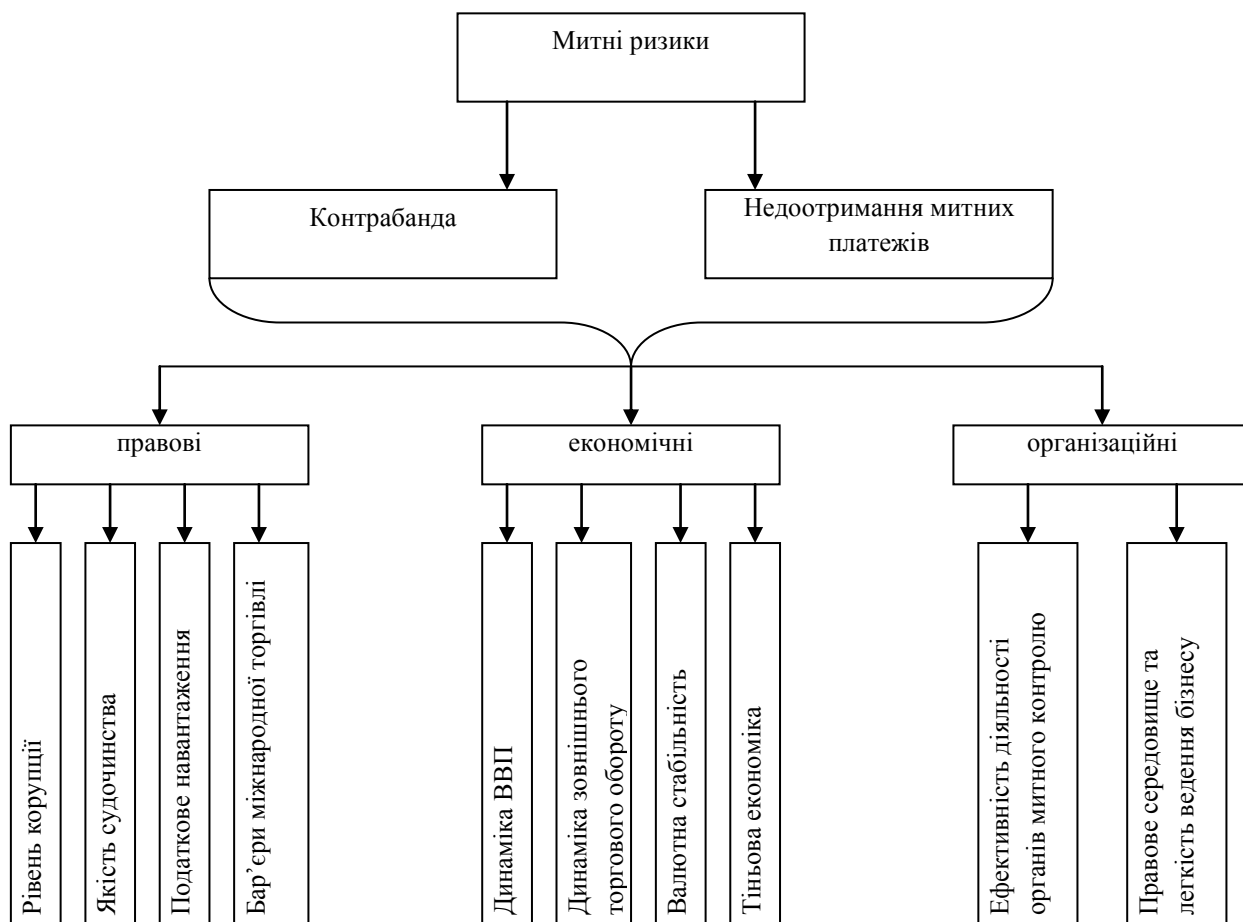 Митні ризики
Контрабанда
Недоотримання митних
платежів
правові
економічні
організаційні
Рівень корупції
Якість судочинства
Податкове навантаження
Бар’єри міжнародної торгівлі
Динаміка ВВП
Динаміка зовнішнього
торгового обороту
Валютна стабільність
Тіньова економіка
Ефективність діяльності
органів митного контролю
Правове середовище та
легкість ведення бізнесу